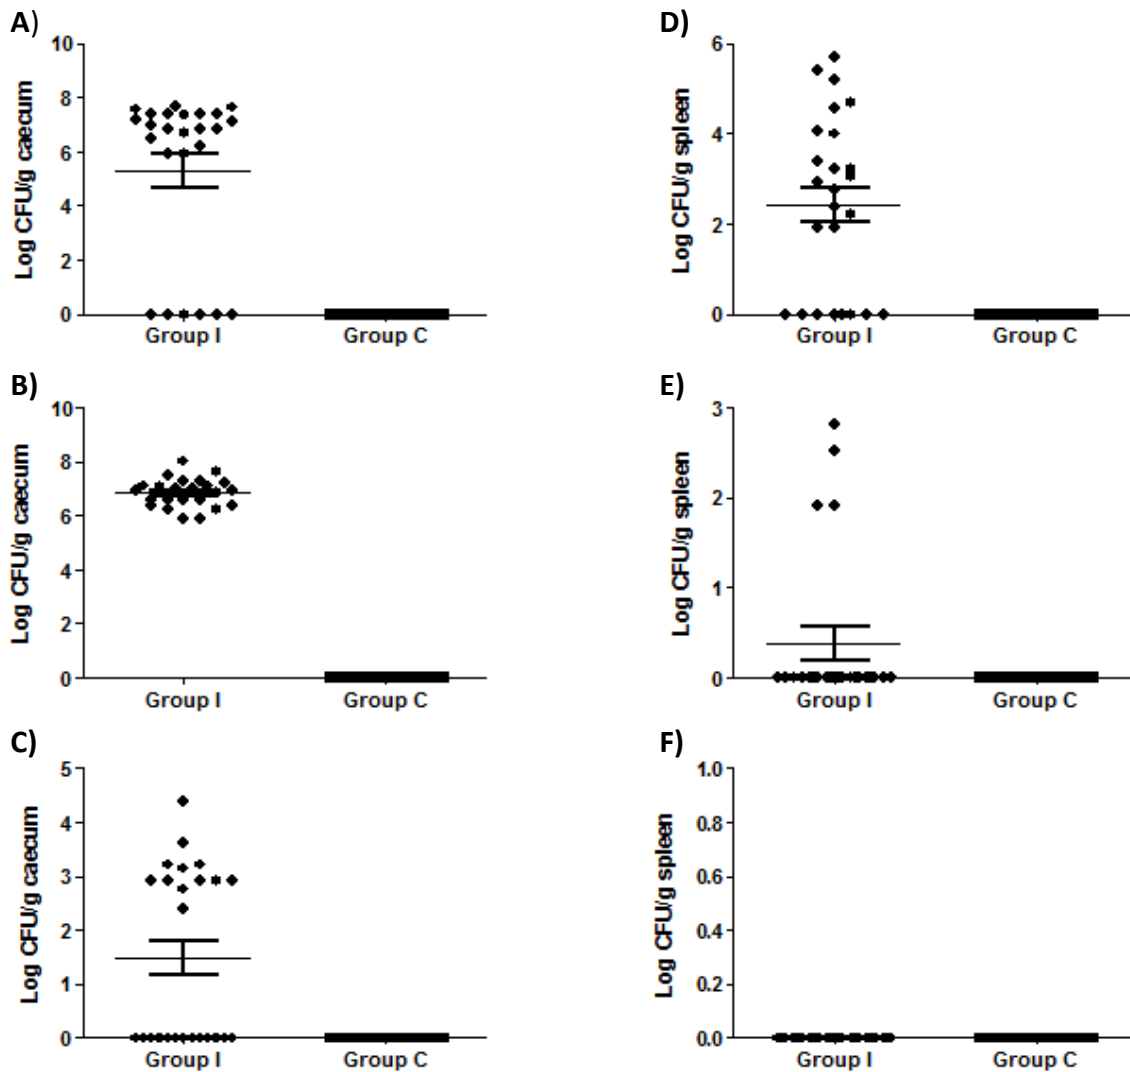 A)
10
8
6
4
2
0
Log CFU/g caecum
Group I
Group C
B)
10
8
6
4
2
0
Log CFU/g caecum
Group I
Group C
C)
5
4
3
2
1
0
Log CFU/g caecum
Group I
Group C
D)
6
4
2
0
Log CFU/g spleen
Group I
Group C
E)
3
2
1
0
Log CFU/g spleen
Group I
Group C
F)
1.0
0.8
0.6
0.4
0.2
0.0
Log CFU/g spleen
Group I
Group C